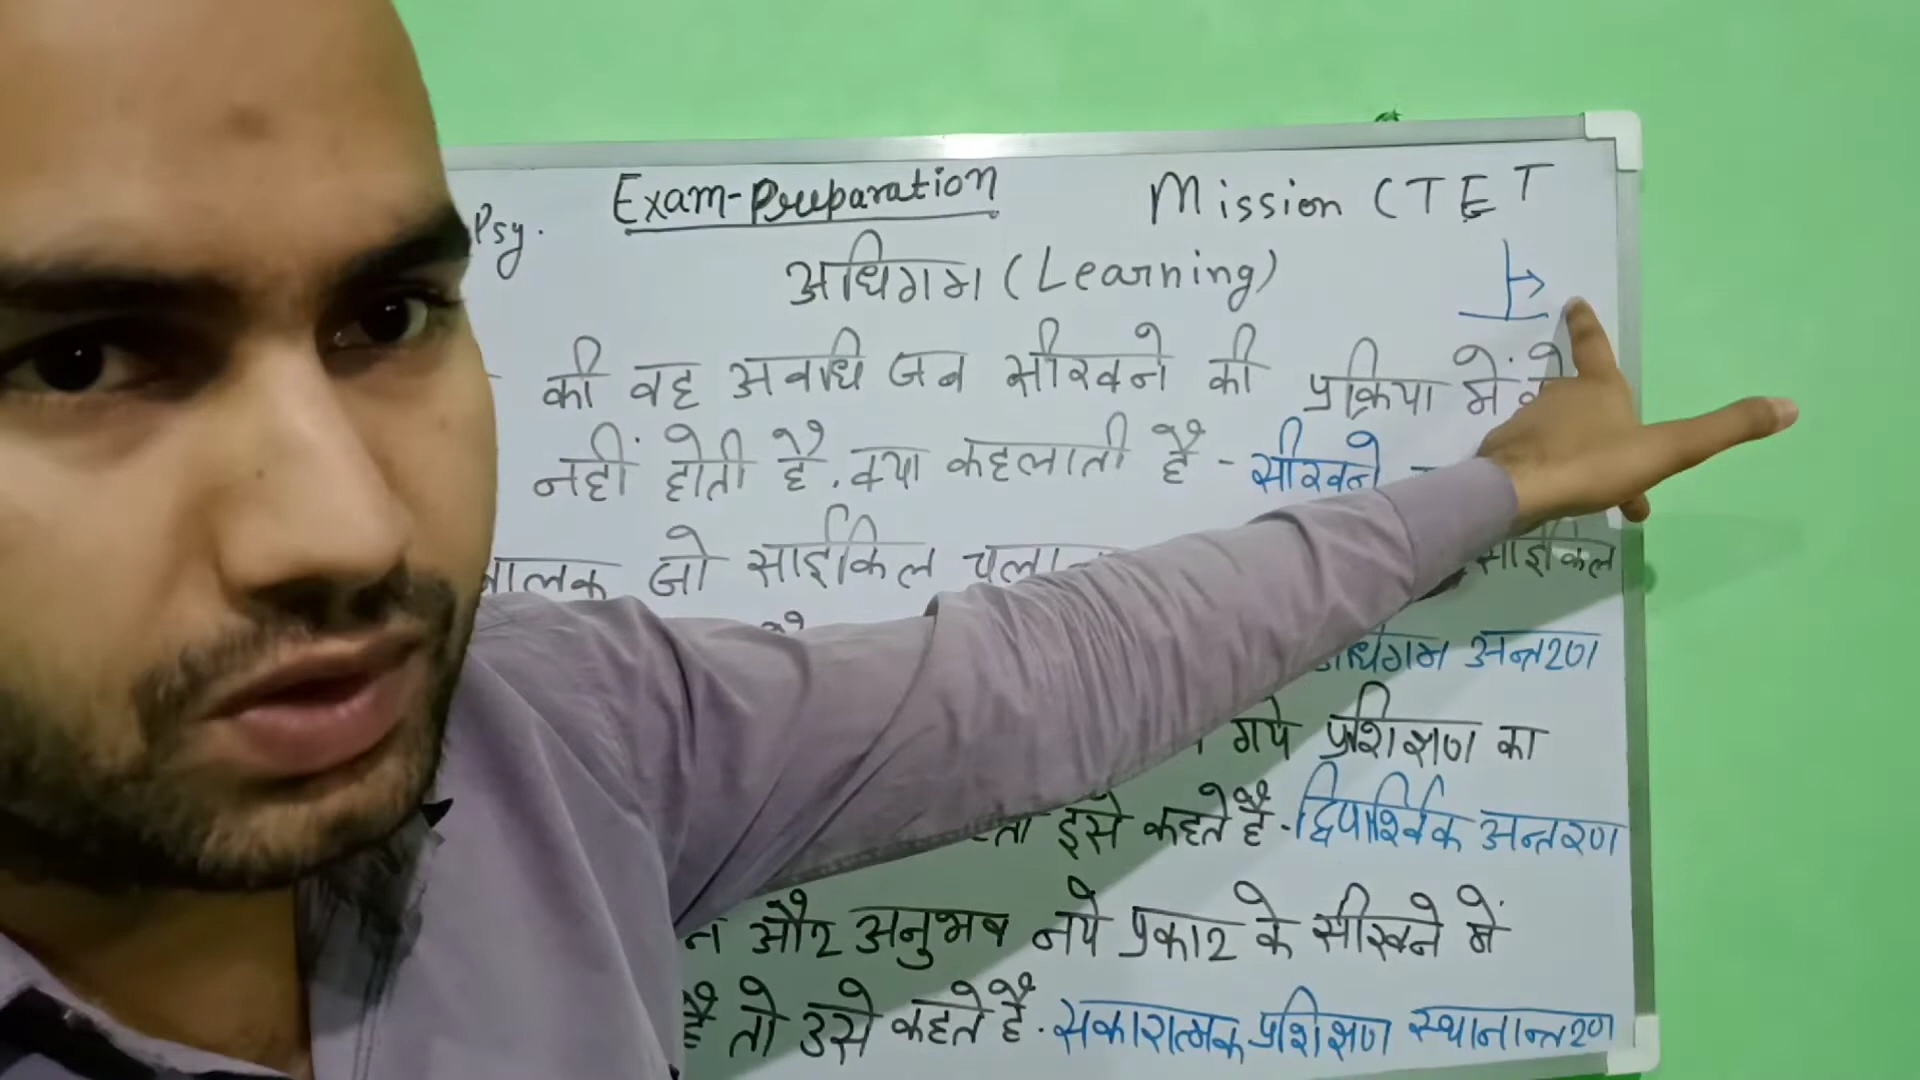 Psy. Exam-Preparation Mission CTET
अधिगम (Learning)
की वह अवधि जब सीखने की प्रक्रिया में
नहीं होती है. क्या कहलाती है - सीखने
बालक जो साईकिल चलाना साईकिल
अधिगम अन्तरण
गये प्रशिक्षण का
इसे कहते है - द्विपार्श्विक अन्तरण
और अनुभव नये प्रकार के सीखने में
है तो उसे कहते है. सकारात्मक प्रशिक्षण स्थानान्तरण